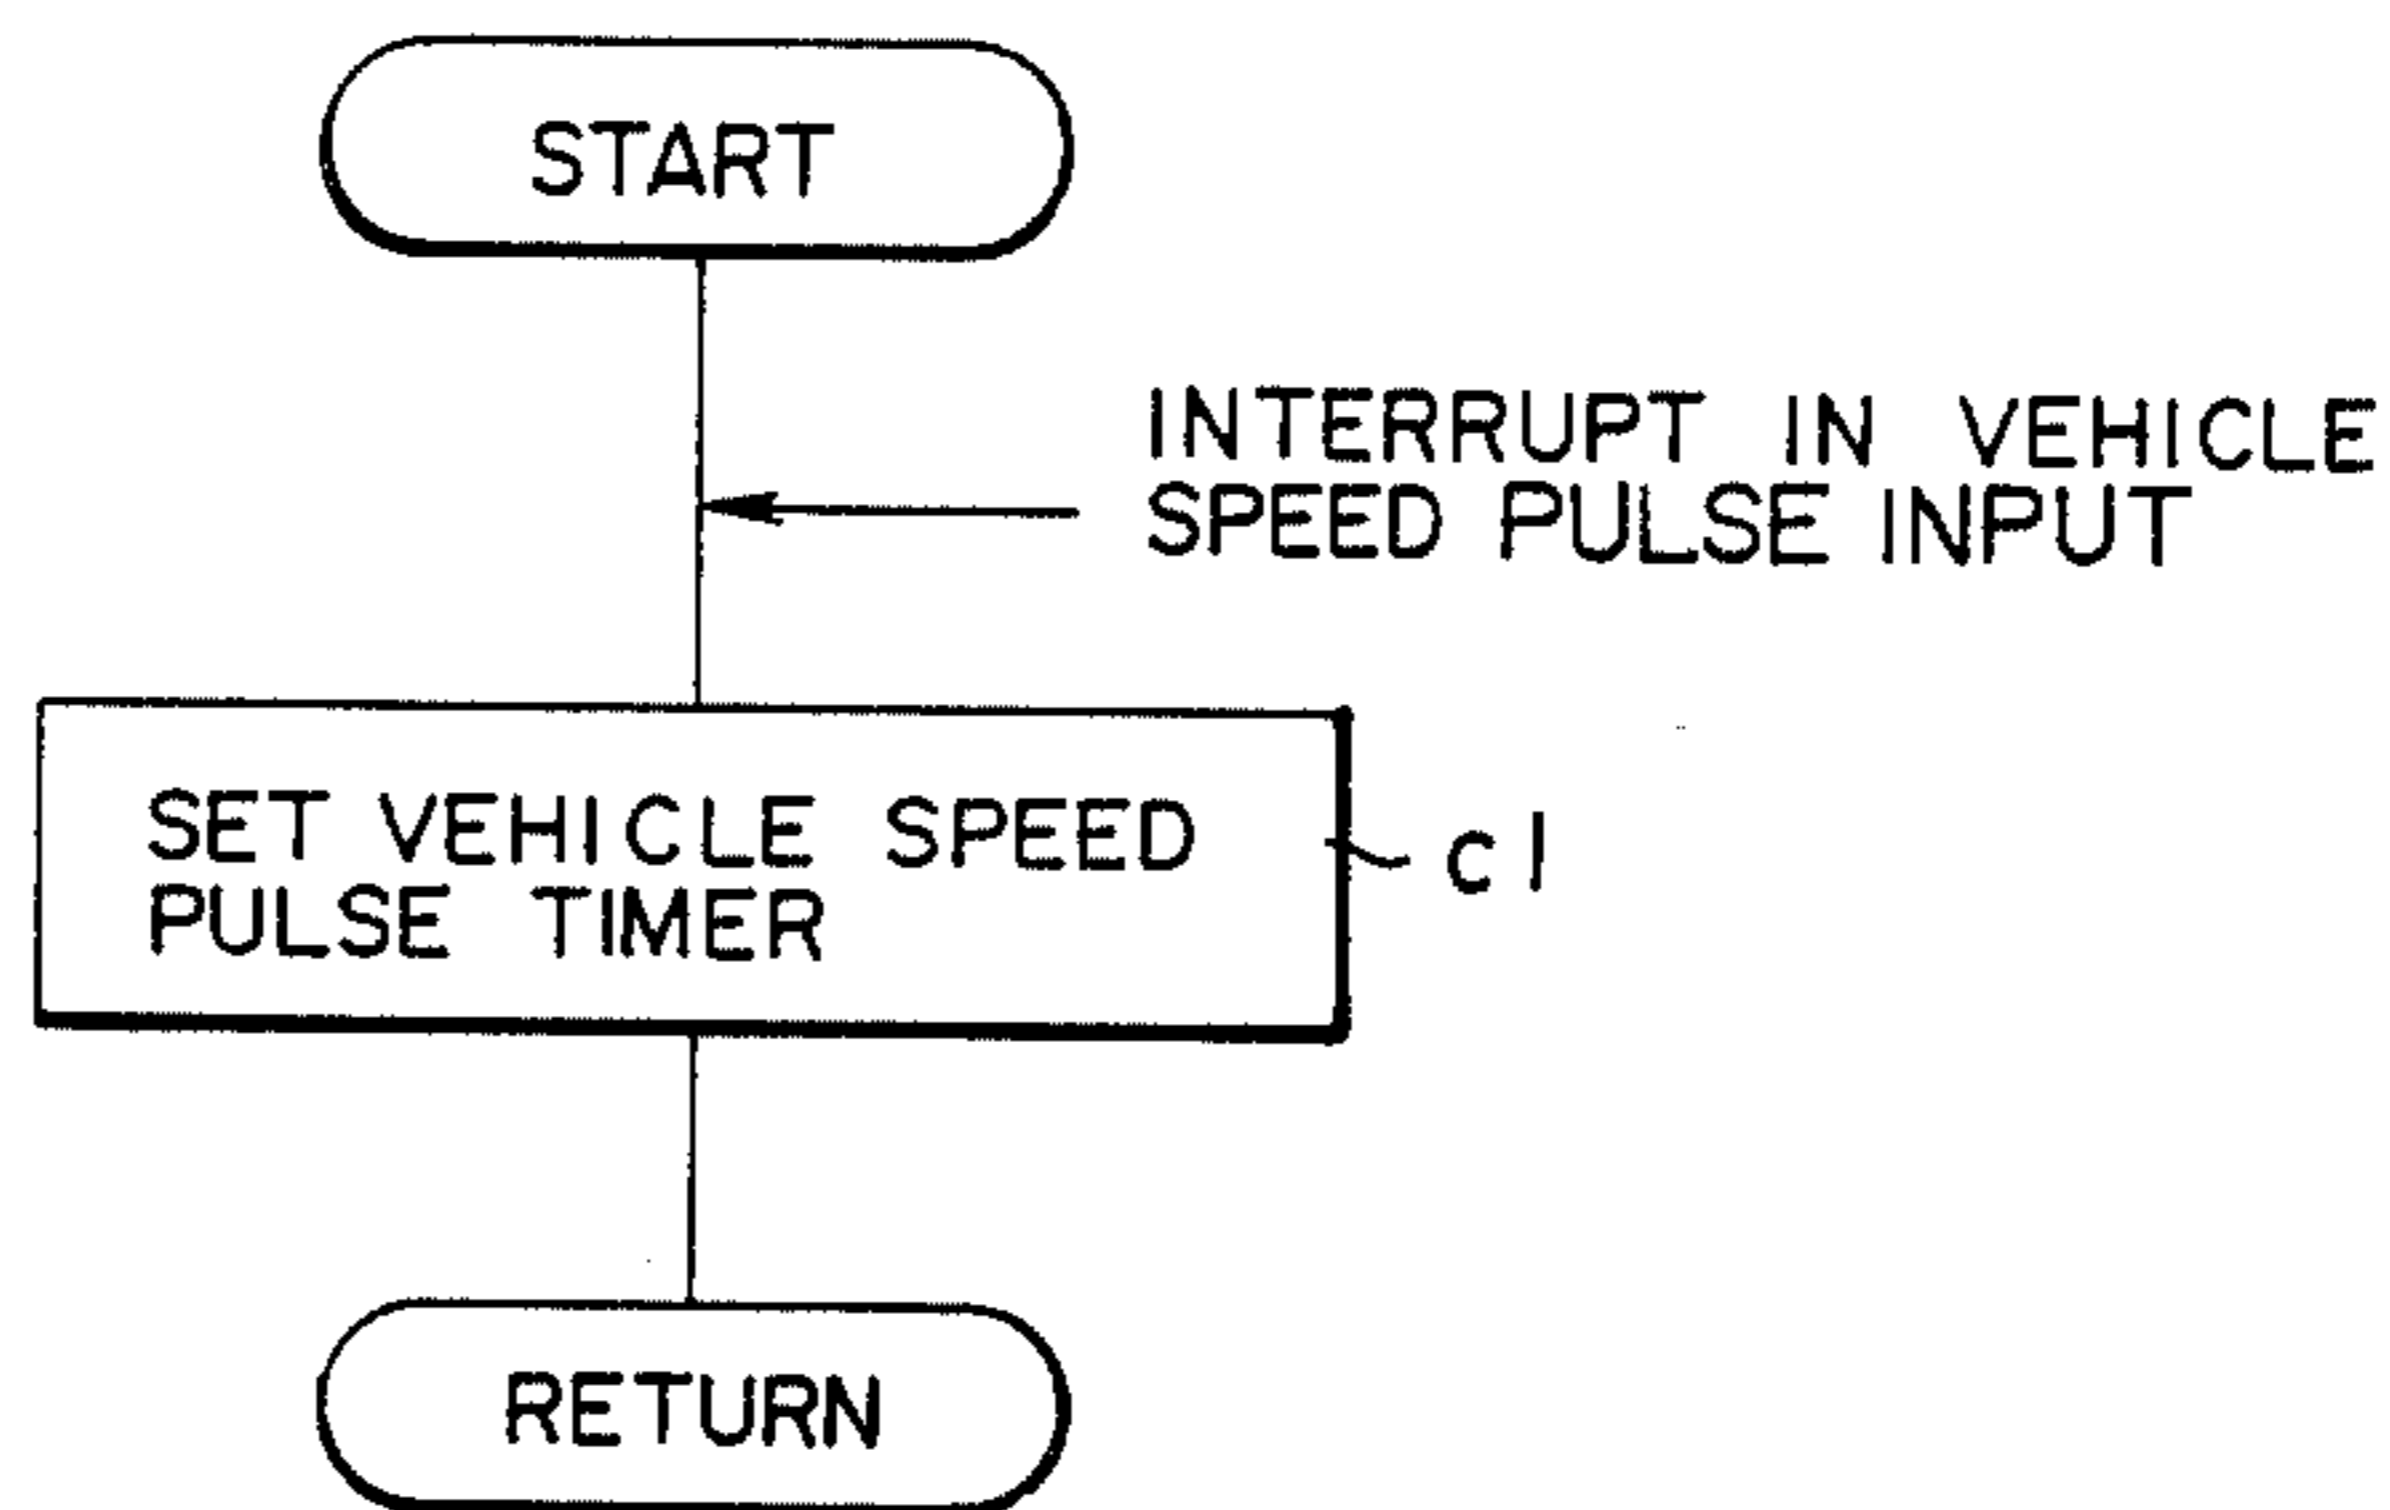 START
INTERRUPT IN VEHICLE
SPEED PULSE INPUT
SET VEHICLE SPEED
PULSE TIMER
c1
RETURN